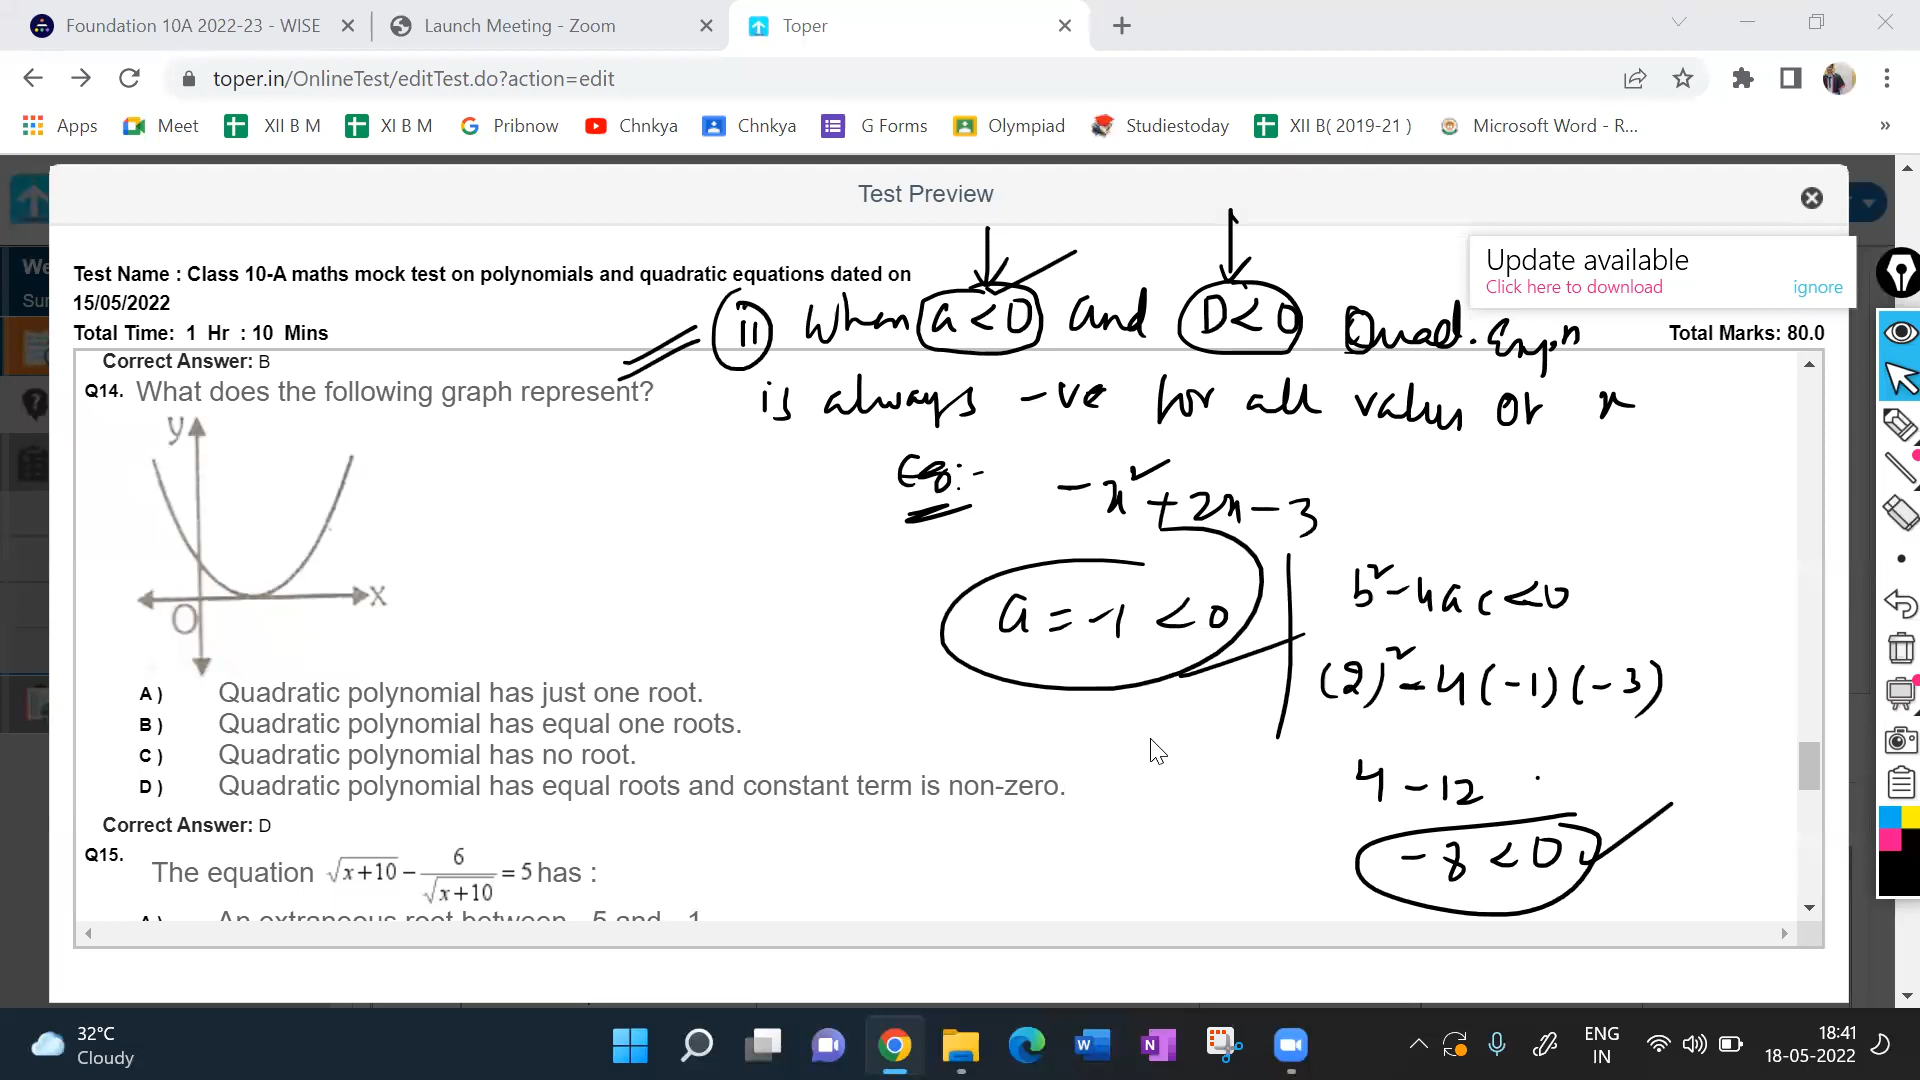 Foundation 10A 2022-23 - WISE
Launch Meeting - Zoom
Toper
toper.in/OnlineTest/editTest.do?action=edit
Apps Meet XII B M XI B M Pribnow Chnkya Chnkya G Forms Olympiad Studiestoday XII B( 2019-21 ) Microsoft Word - R... »
Test Preview
Update available
Click here to download ignore
Test Name : Class 10-A maths mock test on polynomials and quadratic equations dated on
15/05/2022
Total Time: 1 Hr : 10 Mins
Total Marks: 80.0
(ii) When a<0 and D<0 Quad.
is always -ve for all values of x
Eg:- -x² + 2x - 3
a = -1 < 0
b² - 4ac < 0
(2)² - 4(-1)(-3)
4 - 12
-8 < 0
Correct Answer: B
Q14. What does the following graph represent?
y
x
O
A ) Quadratic polynomial has just one root.
B ) Quadratic polynomial has equal one roots.
C ) Quadratic polynomial has no root.
D ) Quadratic polynomial has equal roots and constant term is non-zero.
Correct Answer: D
Q15. The equation √x+10 − 6/√x+10 = 5 has :
An extraneous root between -5 and -1
32°C
Cloudy
ENG
IN
18:41
18-05-2022